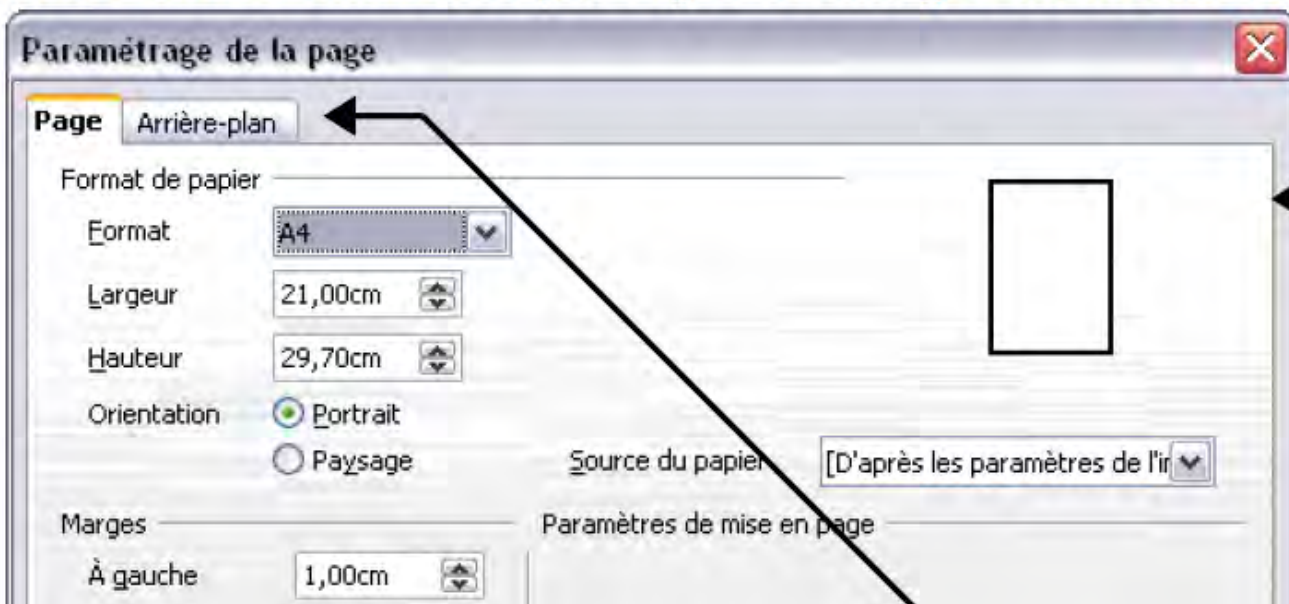 Paramétrage de la page
Page Arrière-plan
Format de papier
Format A4
Largeur 21,00cm
Hauteur 29,70cm
Orientation Portrait
Paysage Source du papier [D'après les paramètres de l'ir
Marges Paramètres de mise en page
À gauche 1,00cm